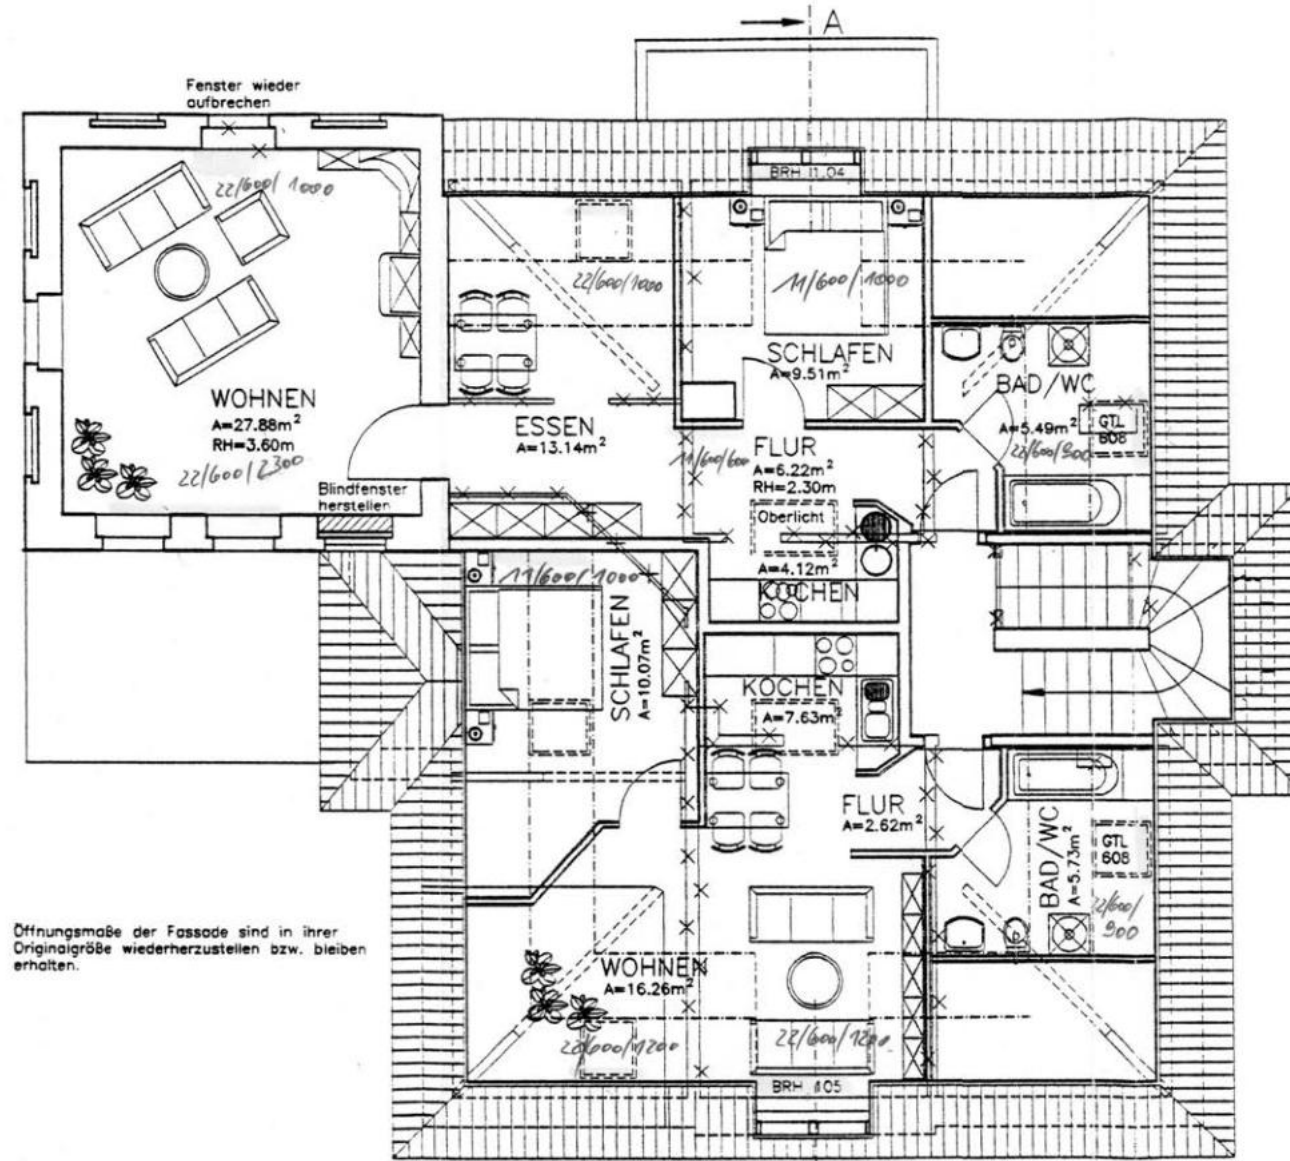 A
Fenster wieder
aufbrechen
BRH 1.04
22/600/1000
22/600/1000
11/600/1000
SCHLAFEN
A=9.51m²
BAD/WC
A=5.49m²
GTL
608
22/600/900
WOHNEN
A=27.88m²
RH=3.60m
22/600/2300
ESSEN
A=13.14m²
11/600/600
FLUR
A=6.22m²
RH=2.30m
Blindfenster
herstellen
Oberlicht
A=4.12m²
KOCHEN
11/600/1000
SCHLAFEN
A=10.07m²
KOCHEN
A=7.63m²
FLUR
A=2.62m²
BAD/WC
A=5.73m²
GTL
608
22/600/
900
Öffnungsmaße der Fassade sind in ihrer
Originalgröße wiederherzustellen bzw. bleiben
erhalten.
WOHNEN
A=16.26m²
22/600/1200
22/600/1200
BRH